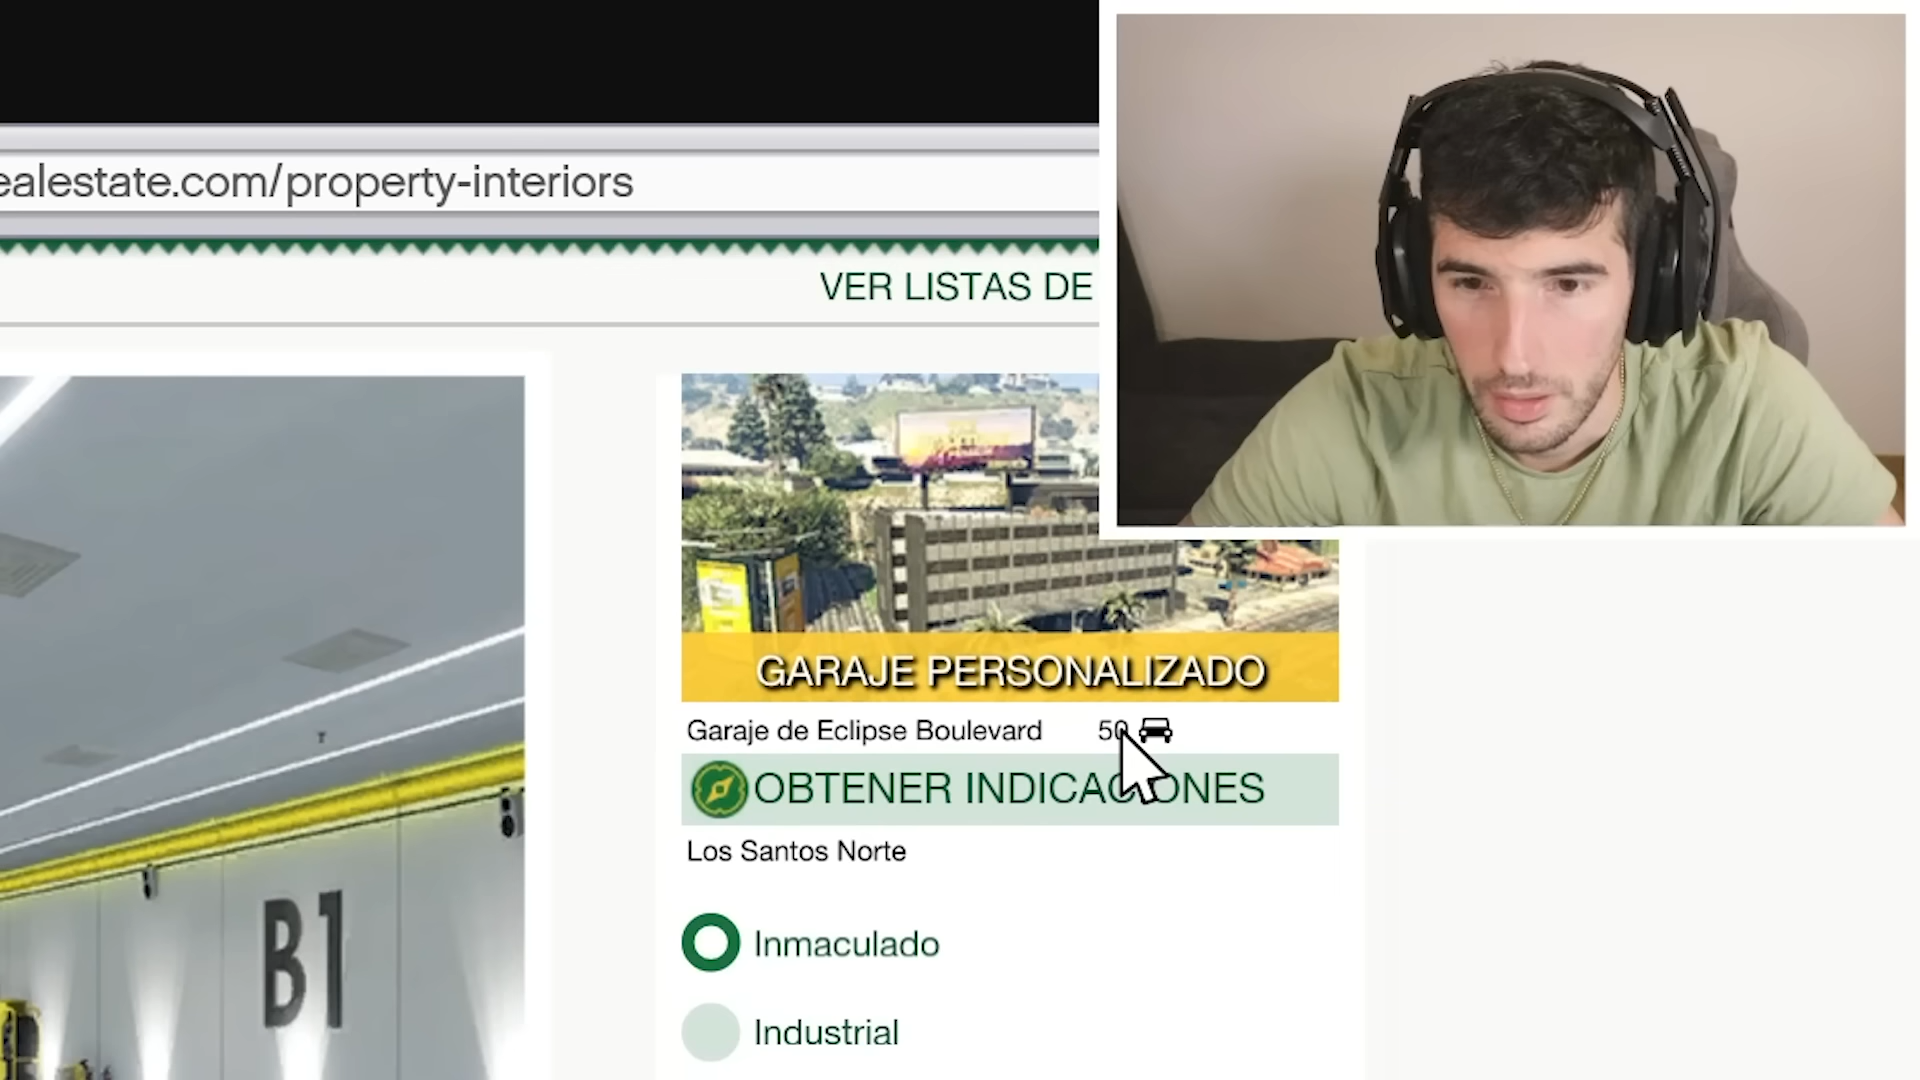 ealestate.com/property-interiors
VER LISTAS DE
GARAJE PERSONALIZADO
Garaje de Eclipse Boulevard 50
OBTENER INDICACIONES
Los Santos Norte
B1
Inmaculado
Industrial